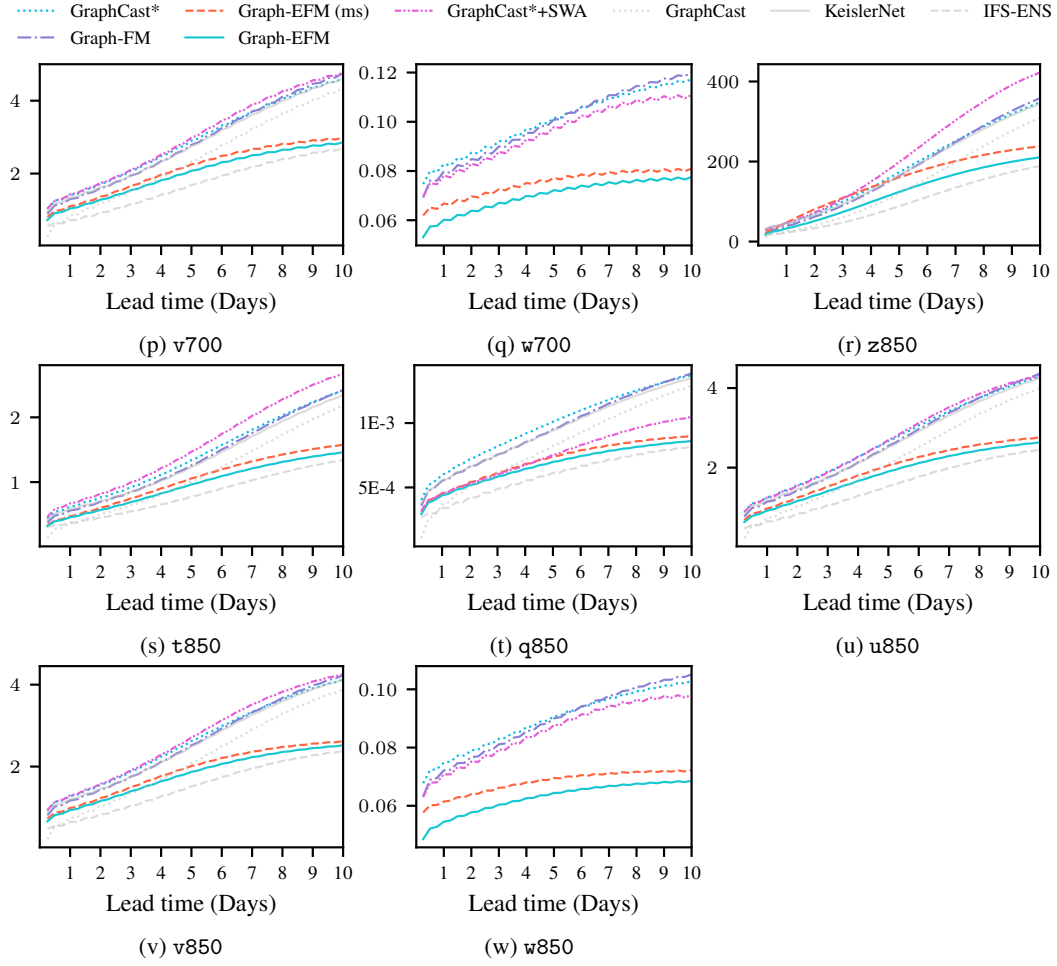 GraphCast* Graph-EFM (ms) GraphCast*+SWA GraphCast KeislerNet IFS-ENS
Graph-FM Graph-EFM
4
2
1 2 3 4 5 6 7 8 9 10
Lead time (Days)
(p) v700
0.12
0.10
0.08
0.06
1 2 3 4 5 6 7 8 9 10
Lead time (Days)
(q) w700
400
200
0
1 2 3 4 5 6 7 8 9 10
Lead time (Days)
(r) z850
2
1
1 2 3 4 5 6 7 8 9 10
Lead time (Days)
(s) t850
1E-3
5E-4
1 2 3 4 5 6 7 8 9 10
Lead time (Days)
(t) q850
4
2
1 2 3 4 5 6 7 8 9 10
Lead time (Days)
(u) u850
4
2
1 2 3 4 5 6 7 8 9 10
Lead time (Days)
(v) v850
0.10
0.08
0.06
1 2 3 4 5 6 7 8 9 10
Lead time (Days)
(w) w850